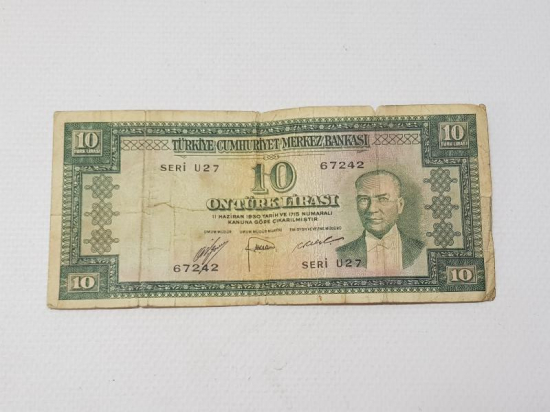 10 TÜRKİYE CUMHURİYET MERKEZ BANKASI 10
SERİ U27 67242
10
ON TÜRK LİRASI
11 HAZİRAN 1930 TARİH VE 1715 NUMARALI
KANUNA GÖRE ÇIKARILMIŞTIR
67242 SERİ U27
10 10